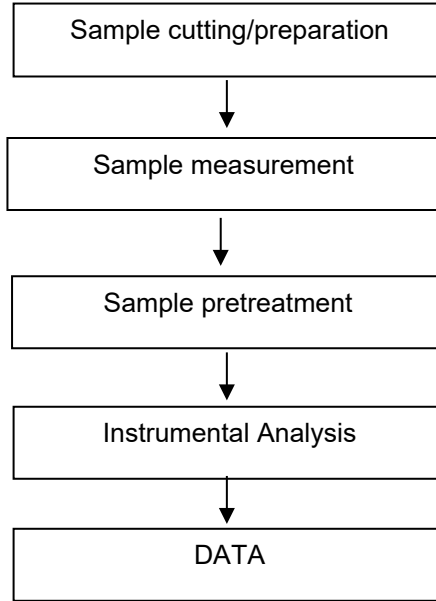 Sample cutting/preparation
Sample measurement
Sample pretreatment
Instrumental Analysis
DATA